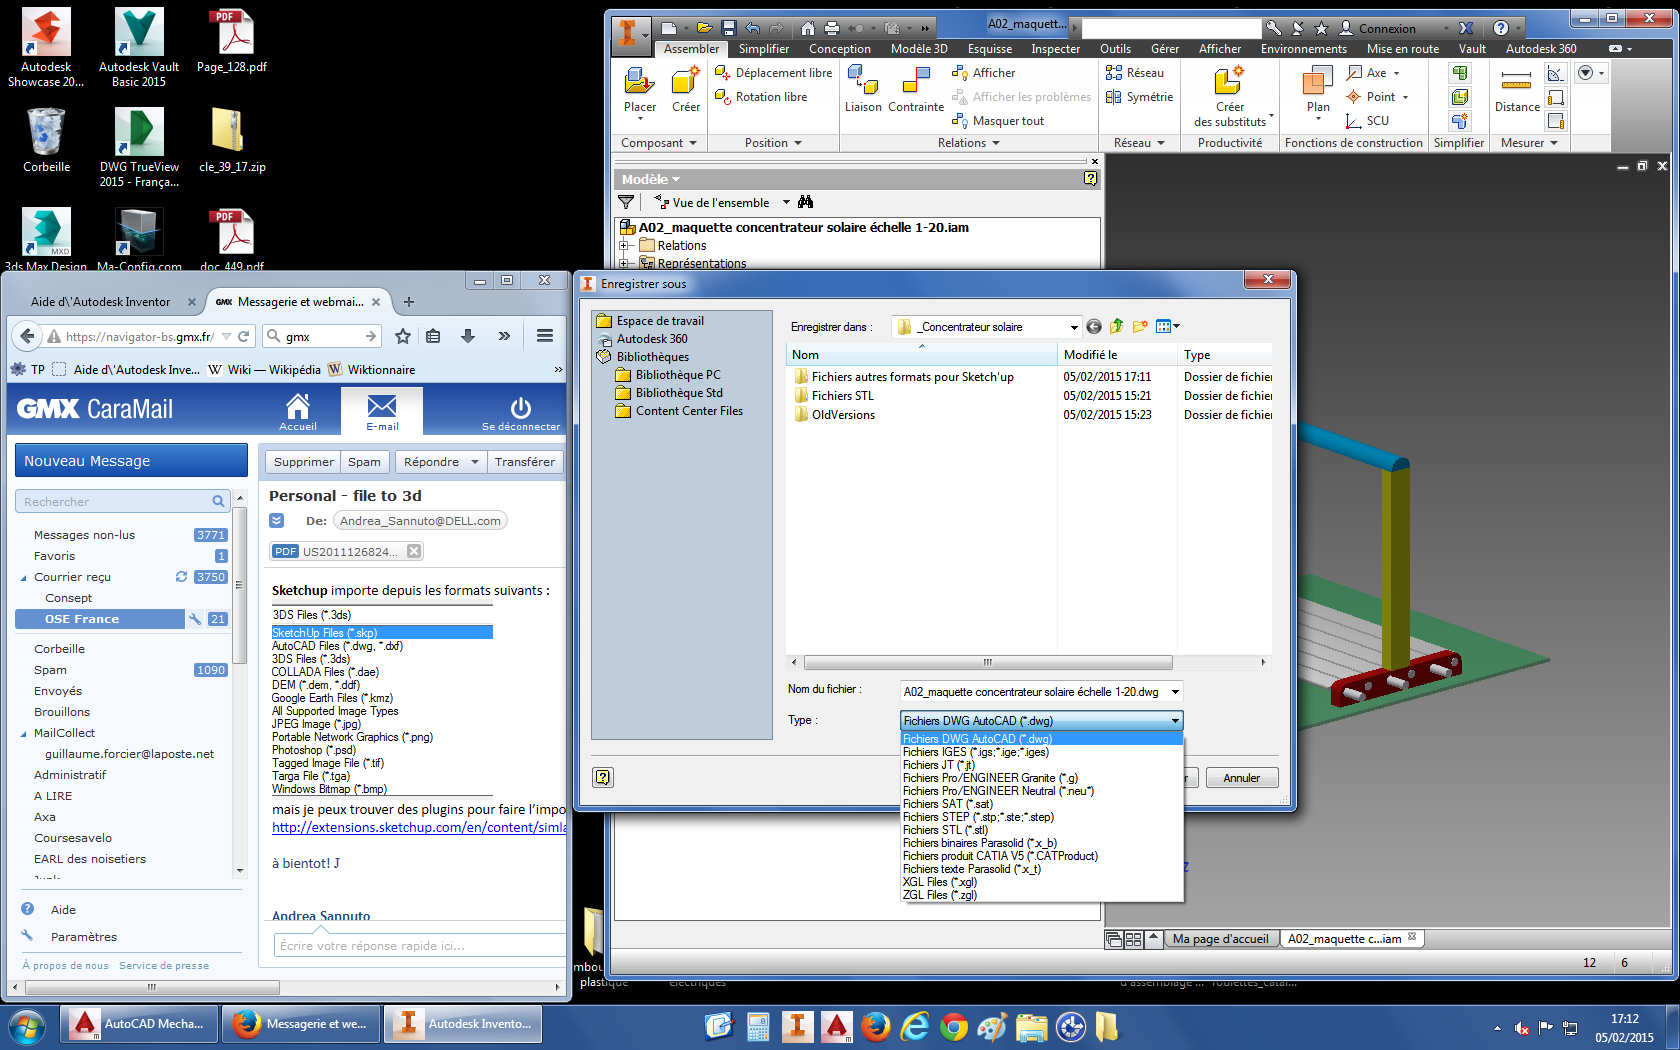 Autodesk
Showcase 20...
Autodesk Vault
Basic 2015
Page_128.pdf
Corbeille
DWG TrueView
2015 - França...
cle_39_17.zip
3ds Max Design
Ma-Config.com
doc_449.pdf
A02_maquette...
Connexion
Assembler
Simplifier
Conception
Modèle 3D
Esquisse
Inspecter
Outils
Gérer
Afficher
Environnements
Mise en route
Vault
Autodesk 360
Placer
Créer
Déplacement libre
Rotation libre
Liaison
Contrainte
Afficher
Afficher les problèmes
Masquer tout
Réseau
Symétrie
Créer
des substituts
Plan
Axe
Point
SCU
Distance
Composant
Position
Relations
Réseau
Productivité
Fonctions de construction
Simplifier
Mesurer
Modèle
Vue de l'ensemble
A02_maquette concentrateur solaire échelle 1-20.iam
Relations
Représentations
Aide d\'Autodesk Inventor
GMX Messagerie et webmai...
https://navigator-bs.gmx.fr/
gmx
TP
Aide d\'Autodesk Inve...
W Wiki — Wikipédia
W Wiktionnaire
GMX CaraMail
Accueil
E-mail
Se déconnecter
Nouveau Message
Rechercher
Messages non-lus 3771
Favoris 1
Courrier reçu 3750
Consept
OSE France 21
Corbeille
Spam 1090
Envoyés
Brouillons
MailCollect
guillaume.forcier@laposte.net
Administratif
A LIRE
Axa
Coursesavelo
EARL des noisetiers
Aide
Paramètres
À propos de nous Service de presse
Supprimer
Spam
Répondre
Transférer
Personal - file to 3d
De: Andrea_Sannuto@DELL.com
PDF US2011126824...
Sketchup importe depuis les formats suivants :
3DS Files (*.3ds)
SketchUp Files (*.skp)
AutoCAD Files (*.dwg, *.dxf)
3DS Files (*.3ds)
COLLADA Files (*.dae)
DEM (*.dem, *.ddf)
Google Earth Files (*.kmz)
All Supported Image Types
JPEG Image (*.jpg)
Portable Network Graphics (*.png)
Photoshop (*.psd)
Tagged Image File (*.tif)
Targa File (*.tga)
Windows Bitmap (*.bmp)
mais je peux trouver des plugins pour faire l'impo
http://extensions.sketchup.com/en/content/simla
à bientot! J
Andrea Sannuto
Écrire votre réponse rapide ici...
Enregistrer sous
Espace de travail
Autodesk 360
Bibliothèques
Bibliothèque PC
Bibliothèque Std
Content Center Files
Enregistrer dans :
_Concentrateur solaire
Nom
Modifié le
Type
Fichiers autres formats pour Sketch'up 05/02/2015 17:11 Dossier de fichier
Fichiers STL 05/02/2015 15:21 Dossier de fichier
OldVersions 05/02/2015 15:23 Dossier de fichier
Nom du fichier :
A02_maquette concentrateur solaire échelle 1-20.dwg
Type :
Fichiers DWG AutoCAD (*.dwg)
Fichiers DWG AutoCAD (*.dwg)
Fichiers IGES (*.igs;*.ige;*.iges)
Fichiers JT (*.jt)
Fichiers Pro/ENGINEER Granite (*.g)
Fichiers Pro/ENGINEER Neutral (*.neu*)
Fichiers SAT (*.sat)
Fichiers STEP (*.stp;*.ste;*.step)
Fichiers STL (*.stl)
Fichiers binaires Parasolid (*.x_b)
Fichiers produit CATIA V5 (*.CATProduct)
Fichiers texte Parasolid (*.x_t)
XGL Files (*.xgl)
ZGL Files (*.zgl)
Annuler
Z
Ma page d'accueil
A02_maquette c...iam
12 6
plastique
AutoCAD Mecha...
Messagerie et we...
Autodesk Invento...
17:12
05/02/2015